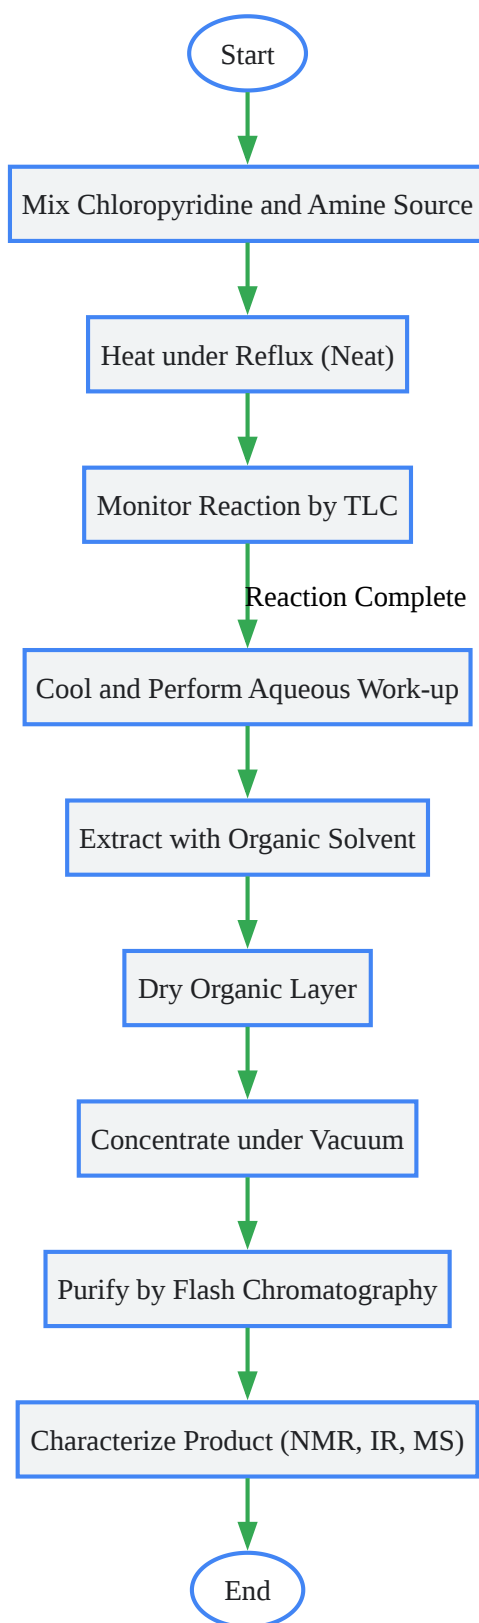 Start
Mix Chloropyridine and Amine Source
Heat under Reflux (Neat)
Monitor Reaction by TLC
Reaction Complete
Cool and Perform Aqueous Work-up
Extract with Organic Solvent
Dry Organic Layer
Concentrate under Vacuum
Purify by Flash Chromatography
Characterize Product (NMR, IR, MS)
End